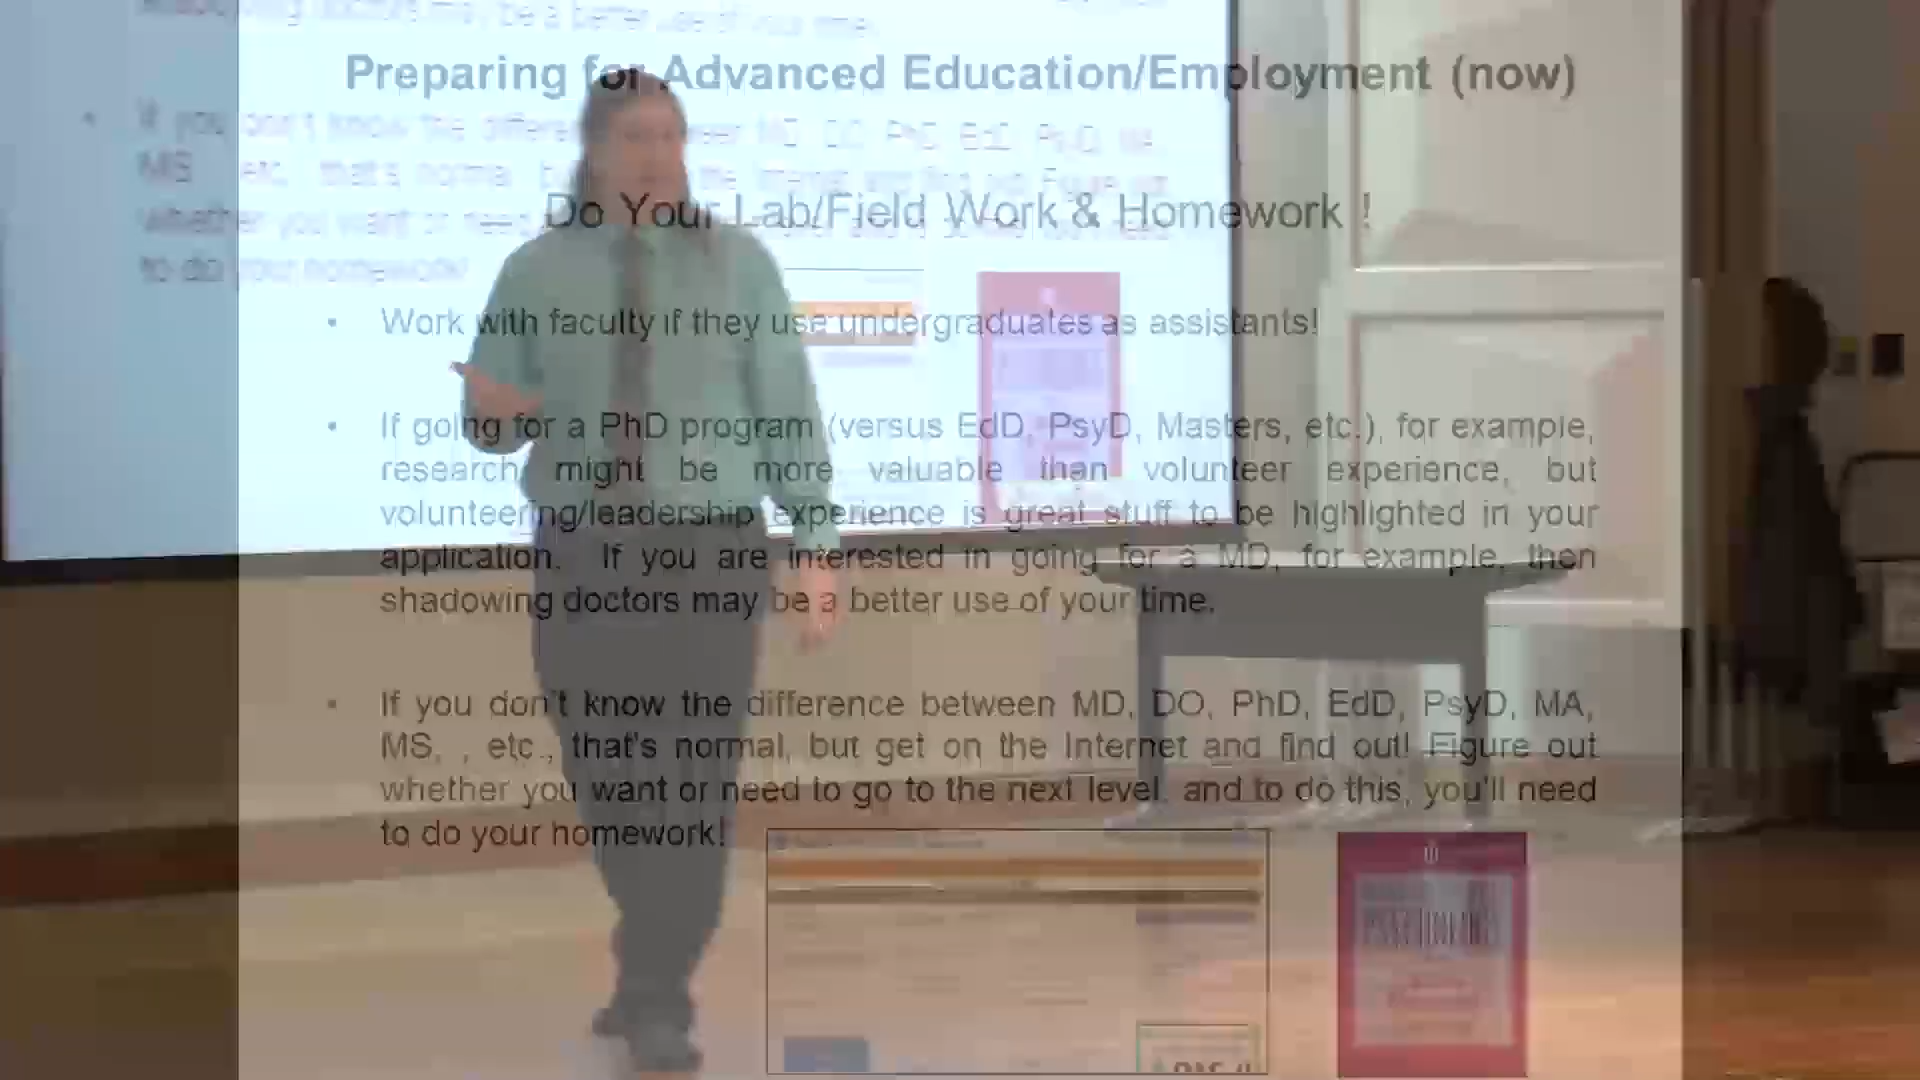 Preparing for Advanced Education/Employment (now)
Do Your Lab/Field Work & Homework !
• Work with faculty if they use undergraduates as assistants!
• If going for a PhD program (versus EdD, PsyD, Masters, etc.), for example,
research might be more valuable than volunteer experience, but
volunteering/leadership experience is great stuff to be highlighted in your
application. If you are interested in going for a MD, for example, then
shadowing doctors may be a better use of your time.
• If you don't know the difference between MD, DO, PhD, EdD, PsyD, MA,
MS, , etc., that's normal, but get on the Internet and find out! Figure out
whether you want or need to go to the next level, and to do this, you'll need
to do your homework!